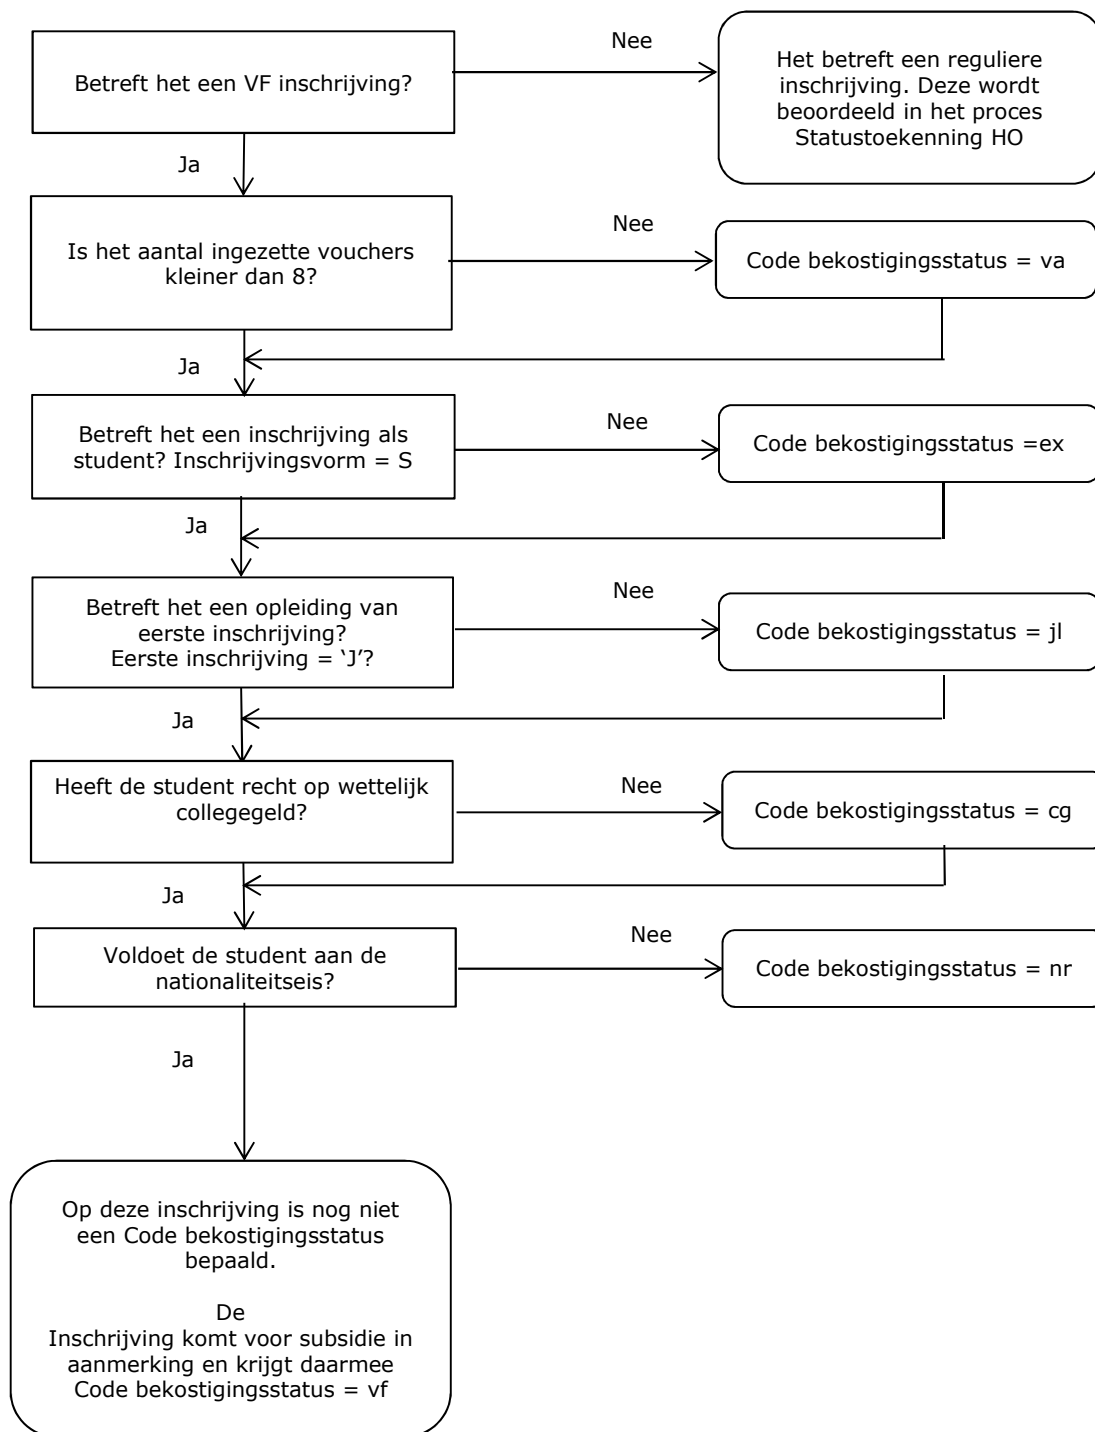 Betreft het een VF inschrijving?
Nee
Het betreft een reguliere
inschrijving. Deze wordt
beoordeeld in het proces
Statustoekenning HO
Ja
Is het aantal ingezette vouchers
kleiner dan 8?
Nee
Code bekostigingsstatus = va
Ja
Betreft het een inschrijving als
student? Inschrijvingsvorm = S
Nee
Code bekostigingsstatus =ex
Ja
Betreft het een opleiding van
eerste inschrijving?
Eerste inschrijving = ‘J’?
Nee
Code bekostigingsstatus = jl
Ja
Heeft de student recht op wettelijk
collegegeld?
Nee
Code bekostigingsstatus = cg
Ja
Voldoet de student aan de
nationaliteitseis?
Nee
Code bekostigingsstatus = nr
Ja
Op deze inschrijving is nog niet
een Code bekostigingsstatus
bepaald.
De
Inschrijving komt voor subsidie in
aanmerking en krijgt daarmee
Code bekostigingsstatus = vf